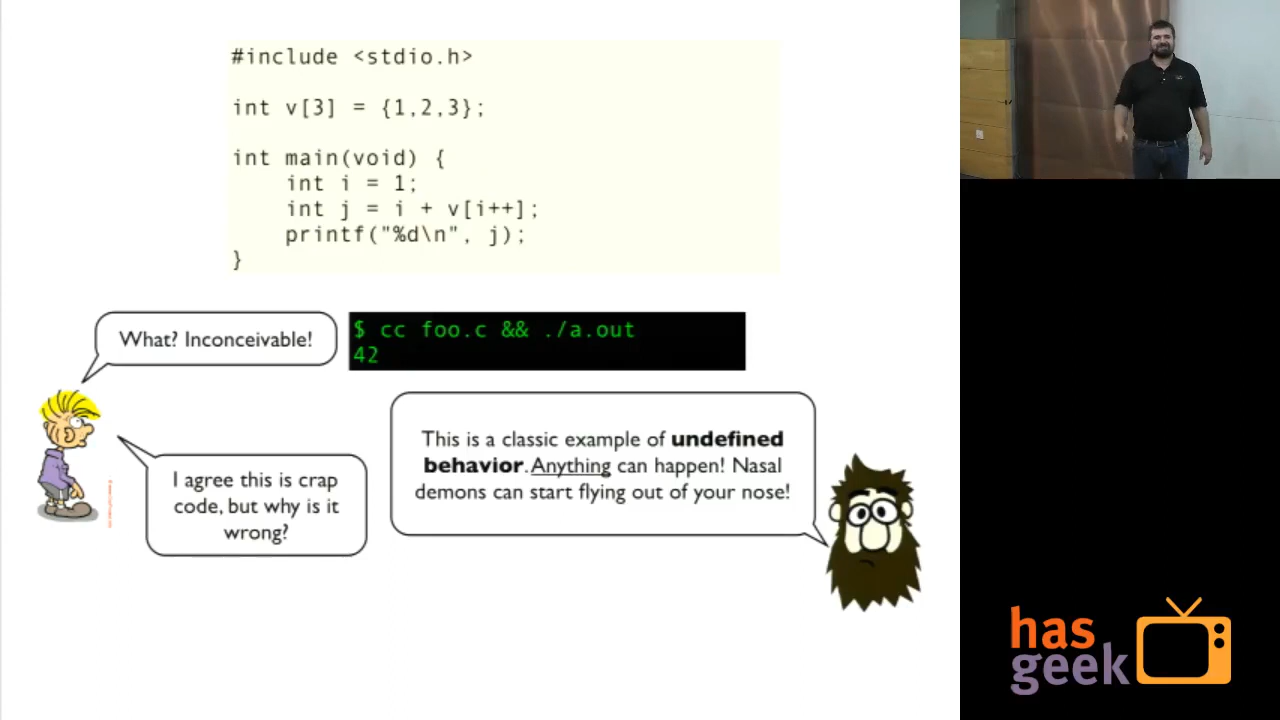 #include <stdio.h>
int v[3] = {1,2,3};
int main(void) {
int i = 1;
int j = i + v[i++];
printf("%d\n", j);
}
What? Inconceivable!
$ cc foo.c && ./a.out
42
This is a classic example of undefined
behavior. Anything can happen! Nasal
demons can start flying out of your nose!
I agree this is crap
code, but why is it
wrong?
has
geek